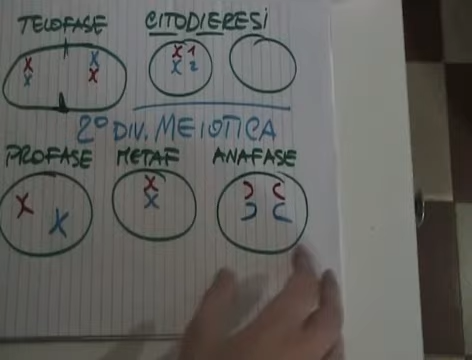 TELOFASE CITODIERESI
1
2
2° DIV. MEIOTICA
PROFASE METAF ANAFASE